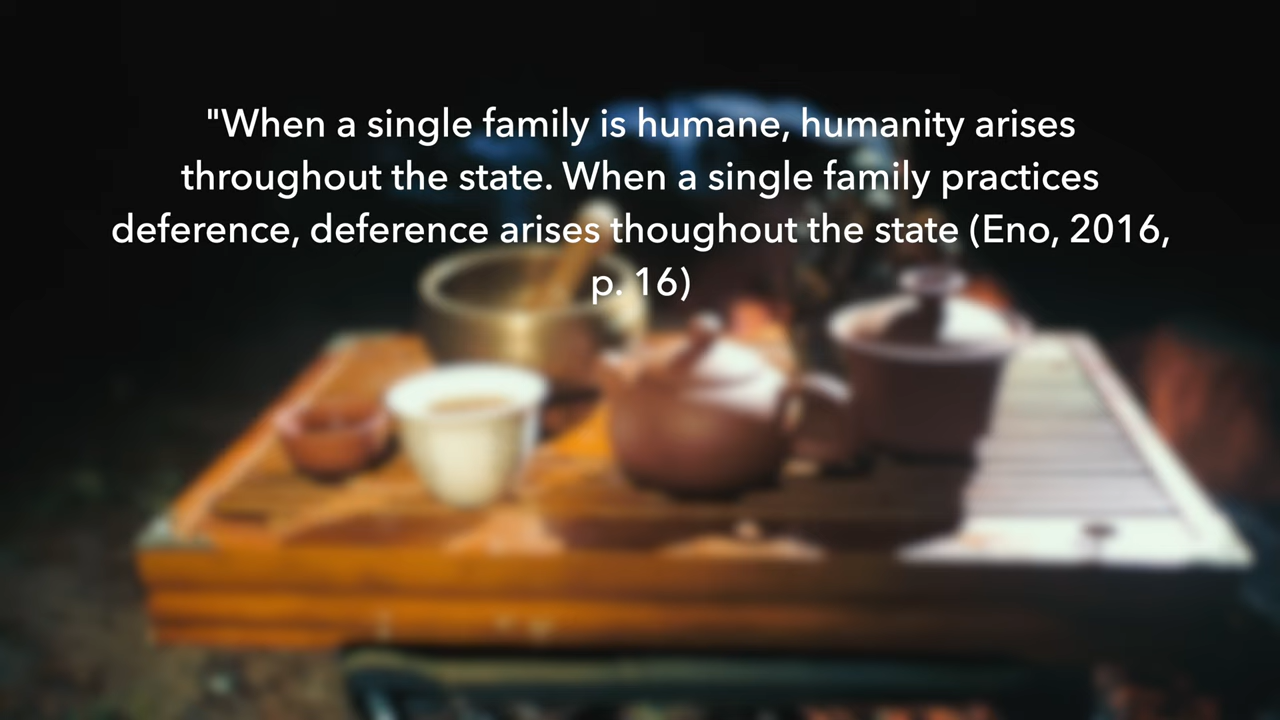 "When a single family is humane, humanity arises
throughout the state. When a single family practices
deference, deference arises thoughout the state (Eno, 2016,
p. 16)